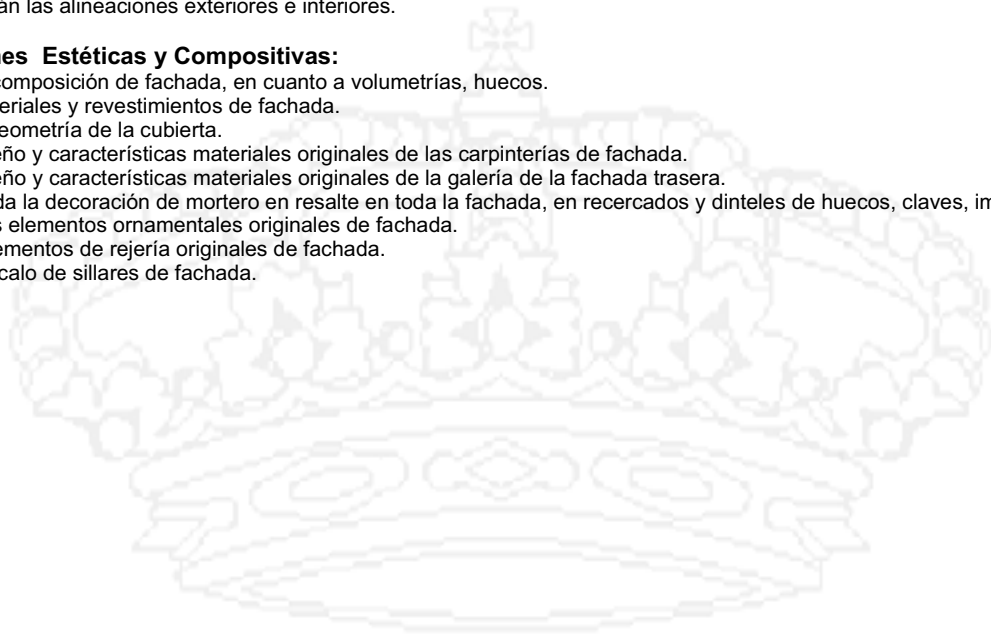 án las alineaciones exteriores e interiores.
nes Estéticas y Compositivas:
composición de fachada, en cuanto a volumetrías, huecos.
eriales y revestimientos de fachada.
eometría de la cubierta.
eño y características materiales originales de las carpinterías de fachada.
eño y características materiales originales de la galería de la fachada trasera.
da la decoración de mortero en resalte en toda la fachada, en recercados y dinteles de huecos, claves, im
s elementos ornamentales originales de fachada.
ementos de rejería originales de fachada.
calo de sillares de fachada.